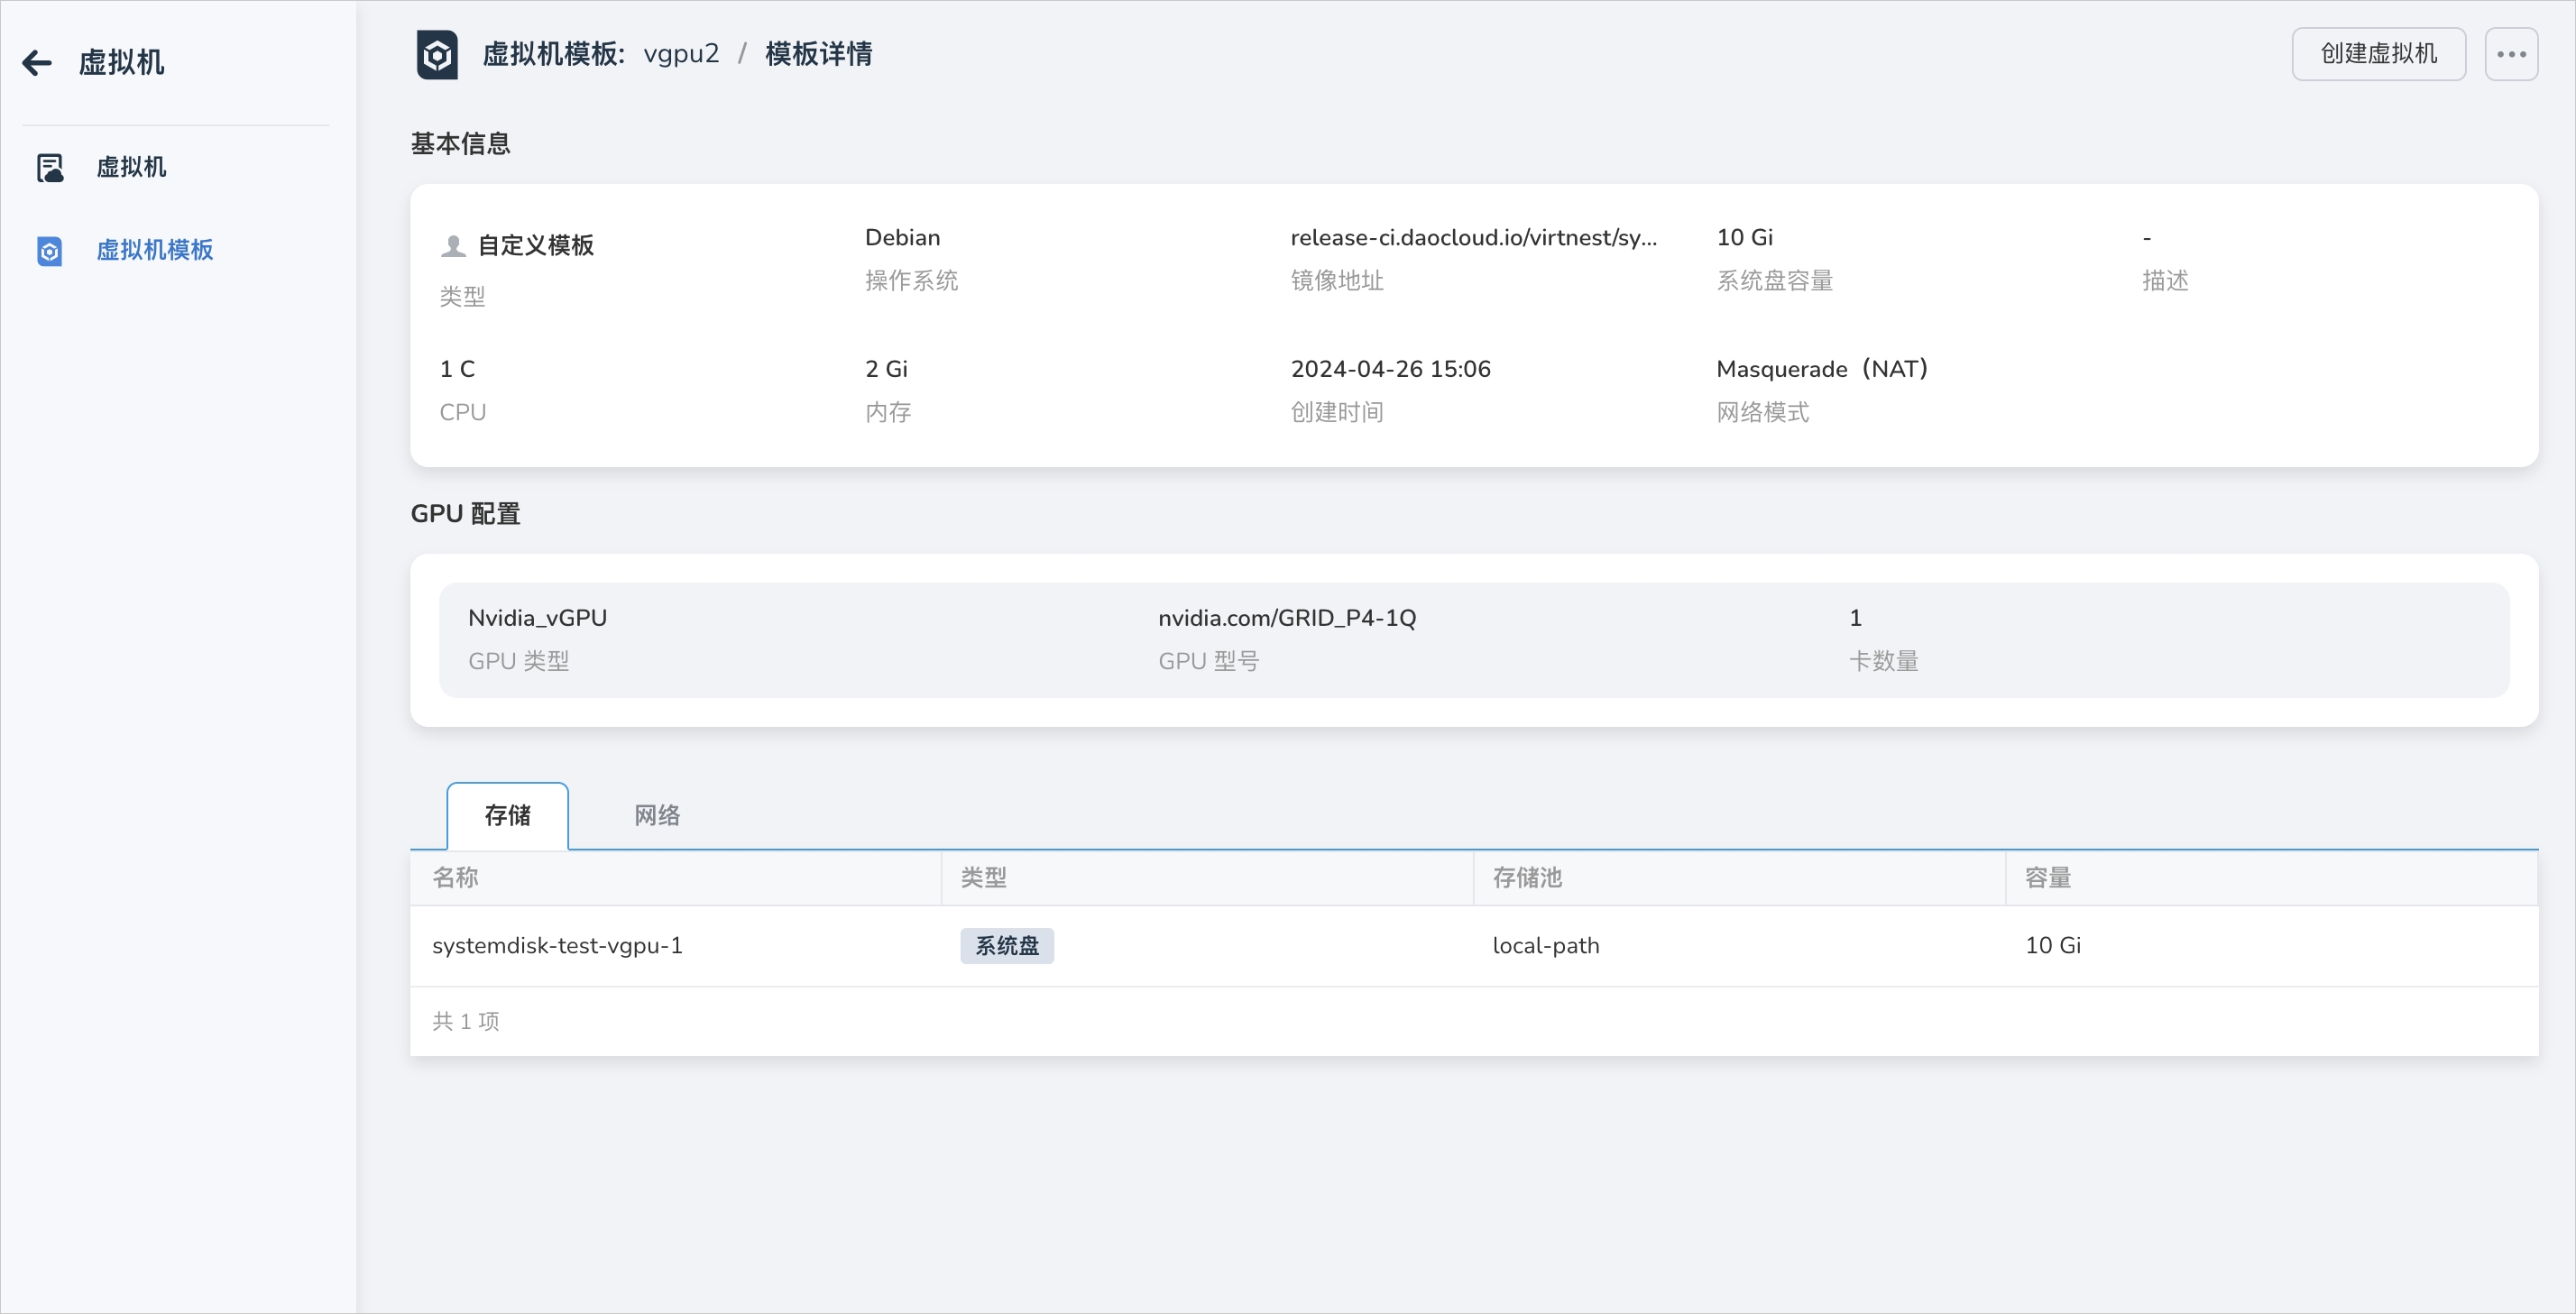 虚拟机
虚拟机
虚拟机模板
虚拟机模板: vgpu2 / 模板详情
创建虚拟机
基本信息
自定义模板
类型
Debian
操作系统
release-ci.daocloud.io/virtnest/sy...
镜像地址
10 Gi
系统盘容量
-
描述
1 C
CPU
2 Gi
内存
2024-04-26 15:06
创建时间
Masquerade（NAT）
网络模式
GPU 配置
Nvidia_vGPU
GPU 类型
nvidia.com/GRID_P4-1Q
GPU 型号
1
卡数量
存储 网络
名称 类型 存储池 容量
systemdisk-test-vgpu-1 系统盘 local-path 10 Gi
共 1 项